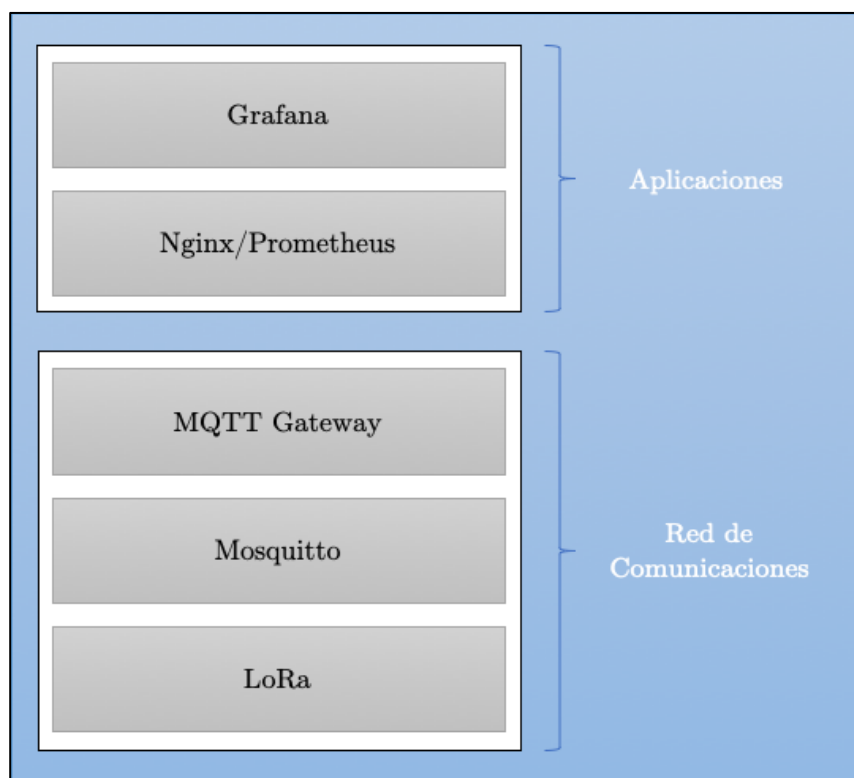 Grafana
Nginx/Prometheus
Aplicaciones
MQTT Gateway
Mosquitto
LoRa
Red de
Comunicaciones